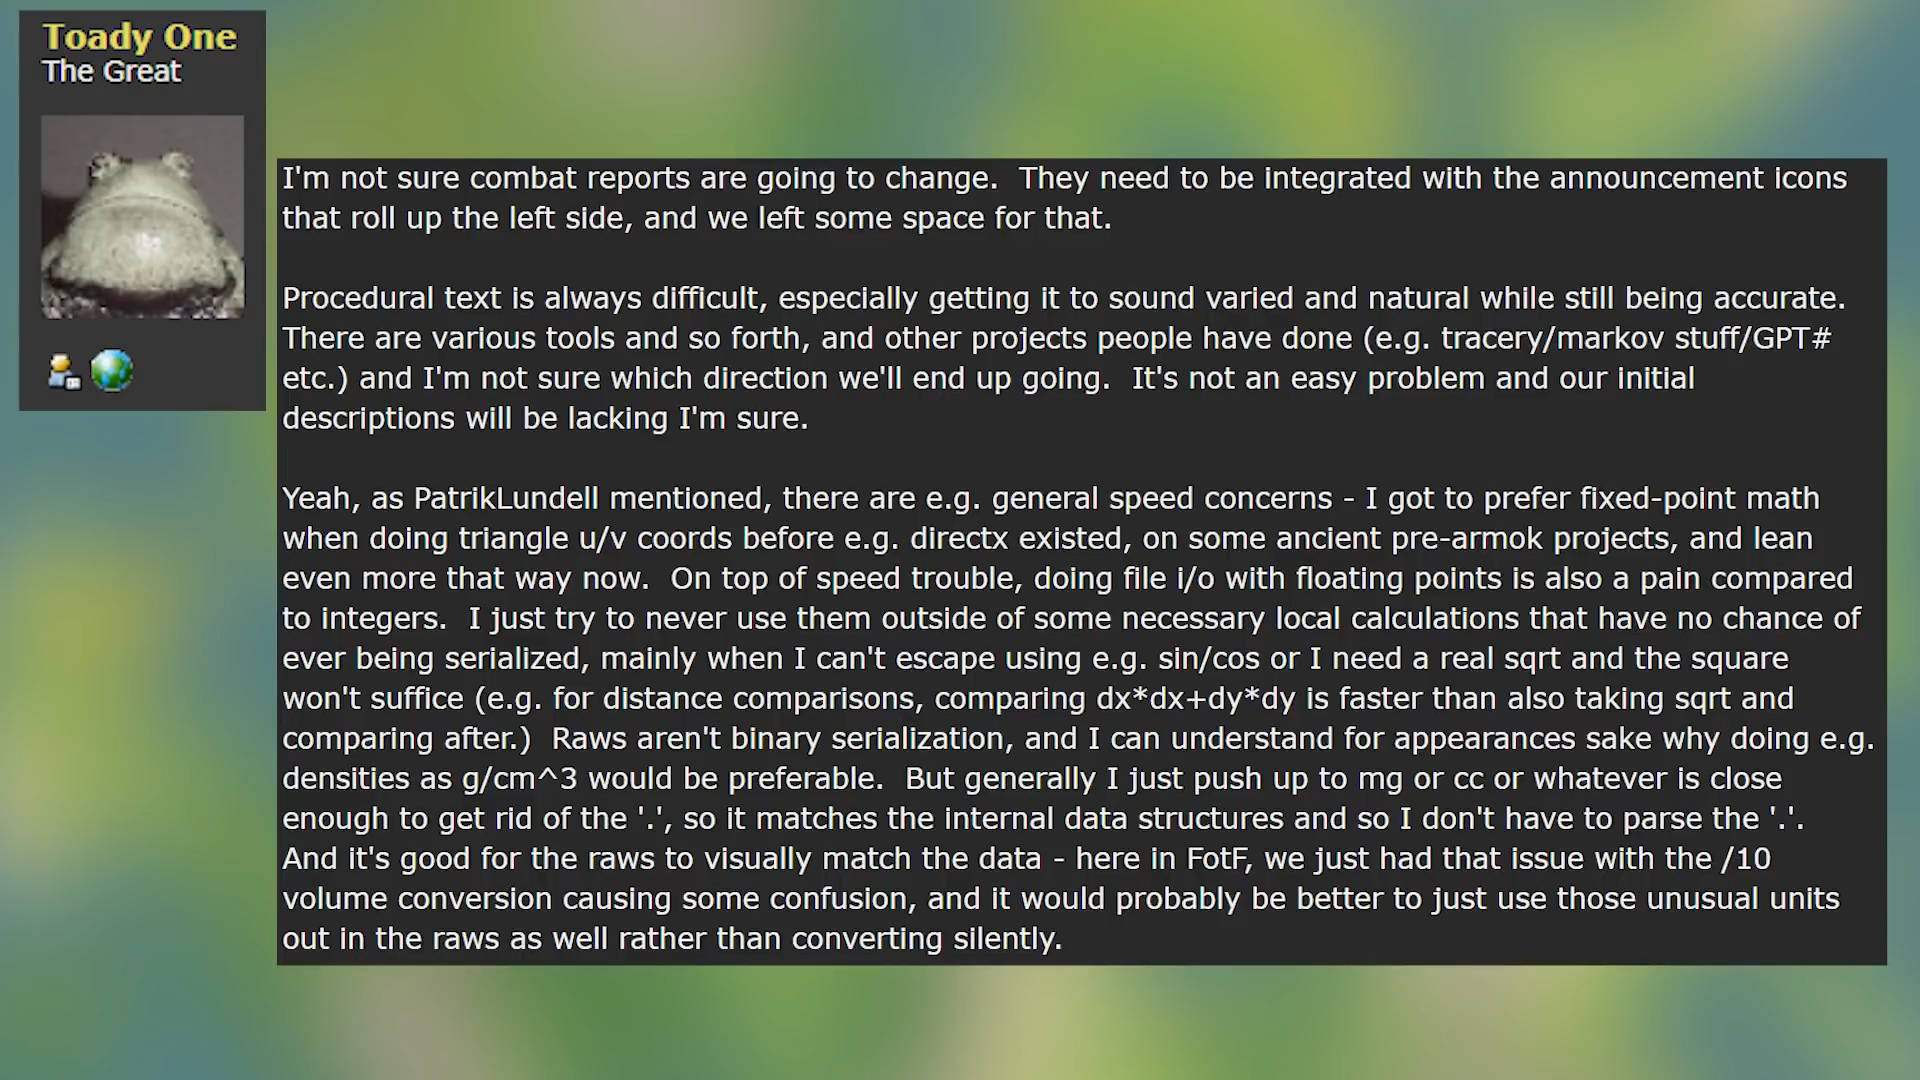 Toady One
The Great
I'm not sure combat reports are going to change.  They need to be integrated with the announcement icons
that roll up the left side, and we left some space for that.
Procedural text is always difficult, especially getting it to sound varied and natural while still being accurate.
There are various tools and so forth, and other projects people have done (e.g. tracery/markov stuff/GPT#
etc.) and I'm not sure which direction we'll end up going.  It's not an easy problem and our initial
descriptions will be lacking I'm sure.
Yeah, as PatrikLundell mentioned, there are e.g. general speed concerns - I got to prefer fixed-point math
when doing triangle u/v coords before e.g. directx existed, on some ancient pre-armok projects, and lean
even more that way now.  On top of speed trouble, doing file i/o with floating points is also a pain compared
to integers.  I just try to never use them outside of some necessary local calculations that have no chance of
ever being serialized, mainly when I can't escape using e.g. sin/cos or I need a real sqrt and the square
won't suffice (e.g. for distance comparisons, comparing dx*dx+dy*dy is faster than also taking sqrt and
comparing after.)  Raws aren't binary serialization, and I can understand for appearances sake why doing e.g.
densities as g/cm^3 would be preferable.  But generally I just push up to mg or cc or whatever is close
enough to get rid of the '.', so it matches the internal data structures and so I don't have to parse the '.'.
And it's good for the raws to visually match the data - here in FotF, we just had that issue with the /10
volume conversion causing some confusion, and it would probably be better to just use those unusual units
out in the raws as well rather than converting silently.